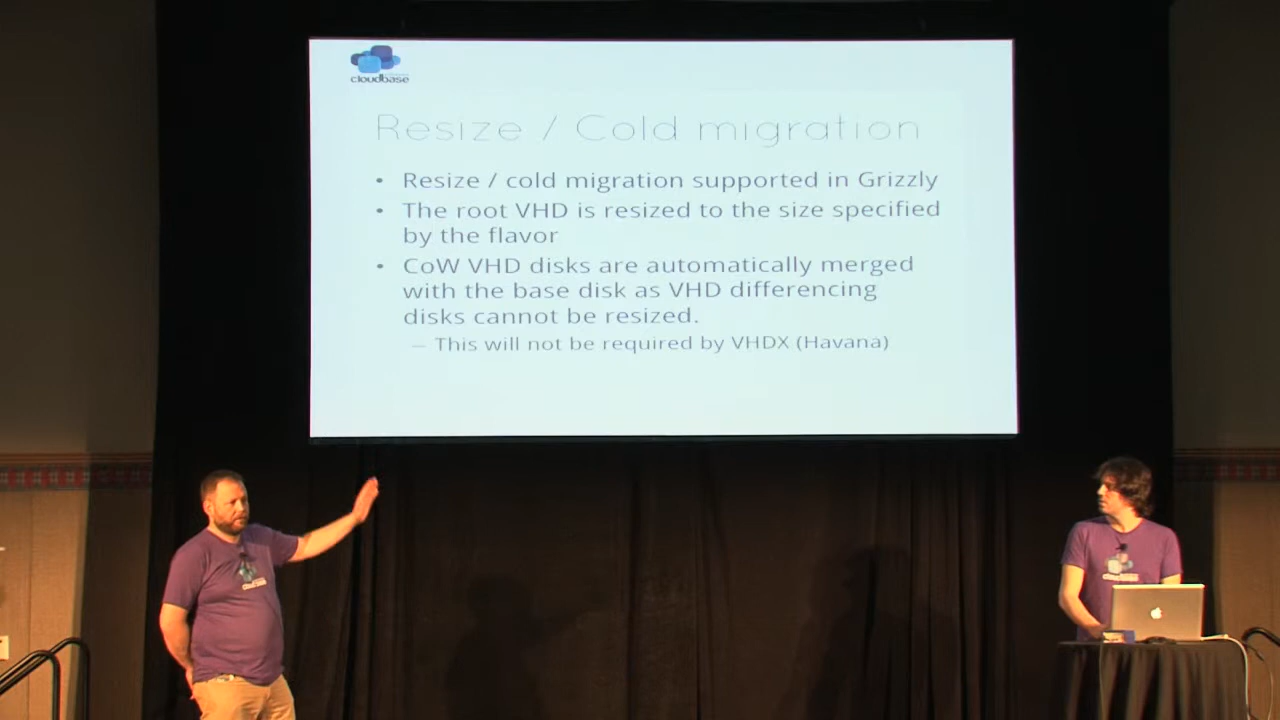 cloudbase
Resize / Cold migration
• Resize / cold migration supported in Grizzly
• The root VHD is resized to the size specified
by the flavor
• CoW VHD disks are automatically merged
with the base disk as VHD differencing
disks cannot be resized.
– This will not be required by VHDX (Havana)
cloudbase
cloudbase